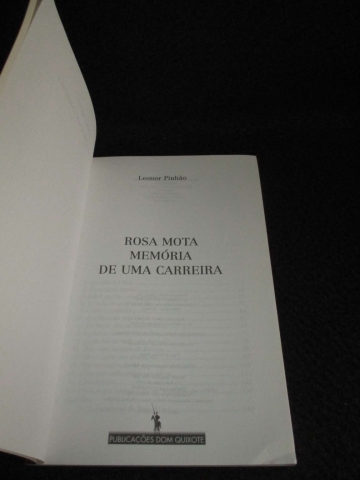 Leonor Pinhão
ROSA MOTA
MEMÓRIA
DE UMA CARREIRA
PUBLICAÇÕES DOM QUIXOTE